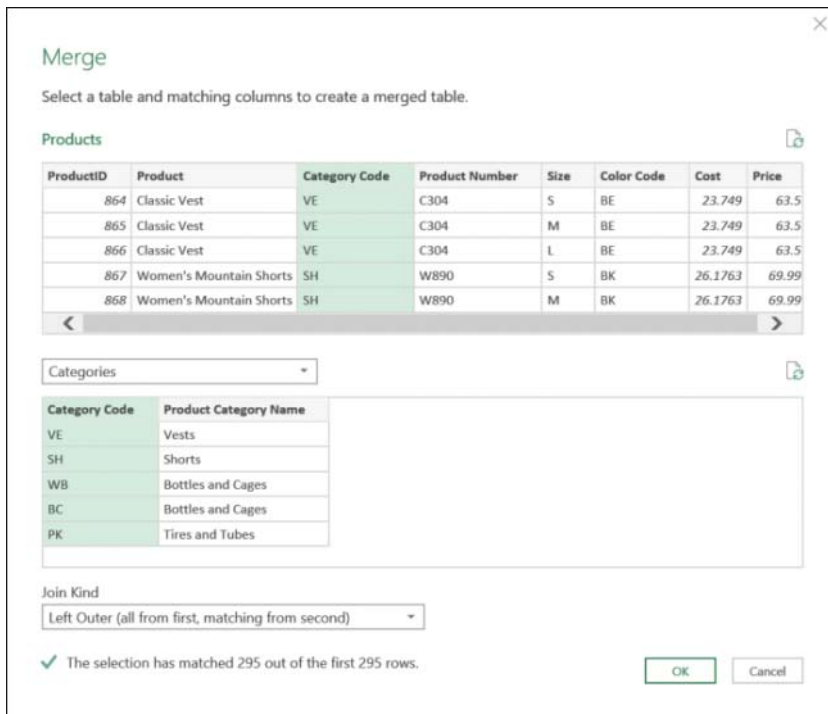 Merge
Select a table and matching columns to create a merged table.
Products
ProductID Product Category Code Product Number Size Color Code Cost Price
864 Classic Vest VE C304 S BE 23.749 63.5
865 Classic Vest VE C304 M BE 23.749 63.5
866 Classic Vest VE C304 L BE 23.749 63.5
867 Women's Mountain Shorts SH W890 S BK 26.1763 69.99
868 Women's Mountain Shorts SH W890 M BK 26.1763 69.99
Categories
Category Code Product Category Name
VE Vests
SH Shorts
WB Bottles and Cages
BC Bottles and Cages
PK Tires and Tubes
Join Kind
Left Outer (all from first, matching from second)
The selection has matched 295 out of the first 295 rows.
OK Cancel